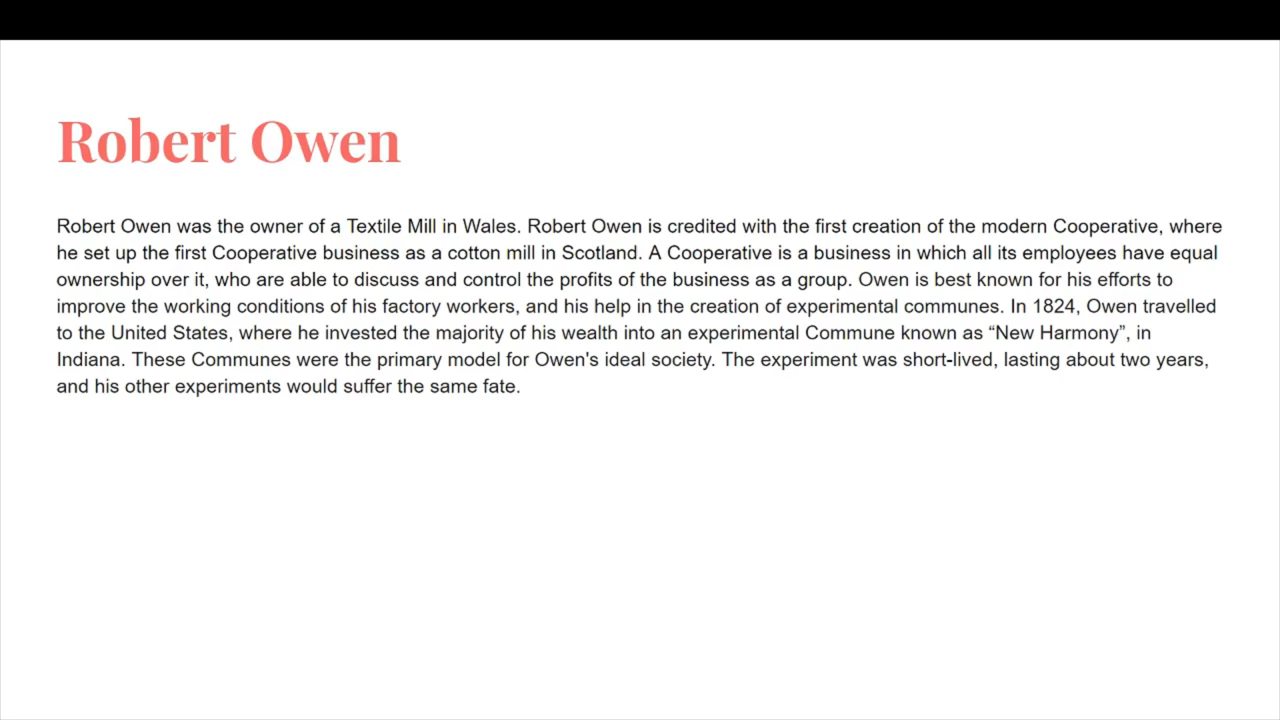 Robert Owen
Robert Owen was the owner of a Textile Mill in Wales. Robert Owen is credited with the first creation of the modern Cooperative, where
he set up the first Cooperative business as a cotton mill in Scotland. A Cooperative is a business in which all its employees have equal
ownership over it, who are able to discuss and control the profits of the business as a group. Owen is best known for his efforts to
improve the working conditions of his factory workers, and his help in the creation of experimental communes. In 1824, Owen travelled
to the United States, where he invested the majority of his wealth into an experimental Commune known as “New Harmony”, in
Indiana. These Communes were the primary model for Owen's ideal society. The experiment was short-lived, lasting about two years,
and his other experiments would suffer the same fate.